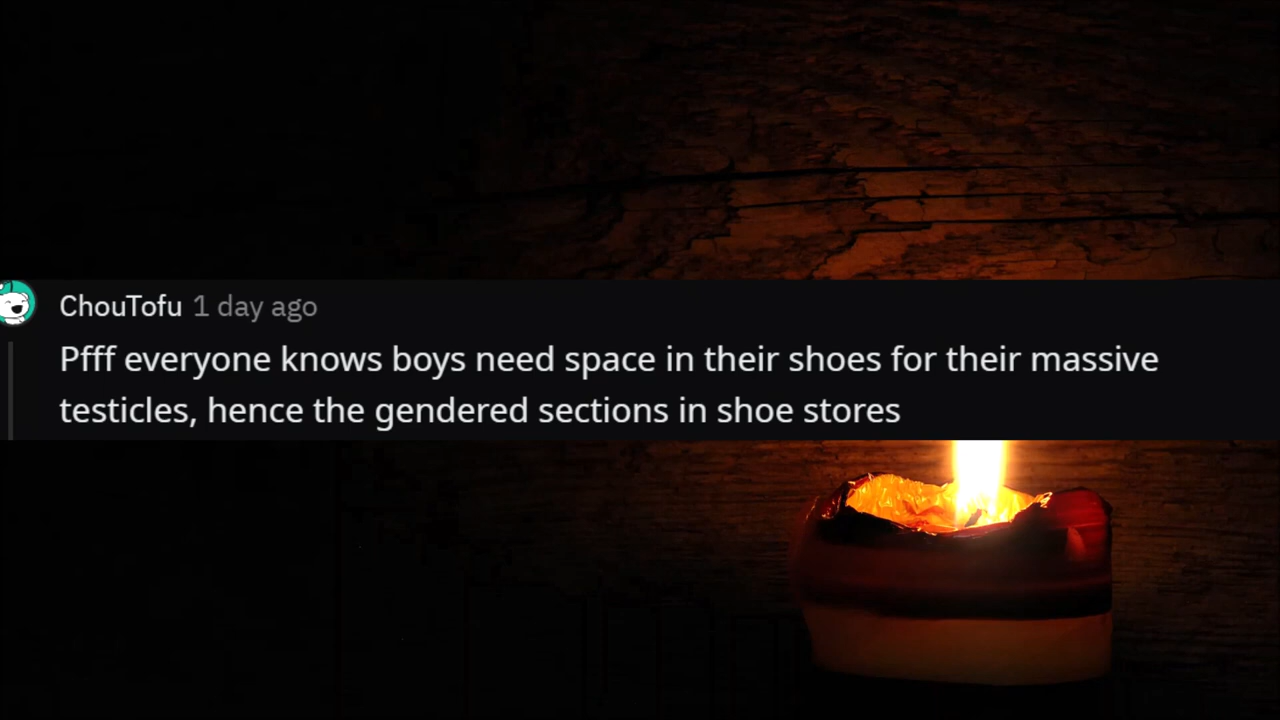 ChouTofu 1 day ago
Pfff everyone knows boys need space in their shoes for their massive
testicles, hence the gendered sections in shoe stores